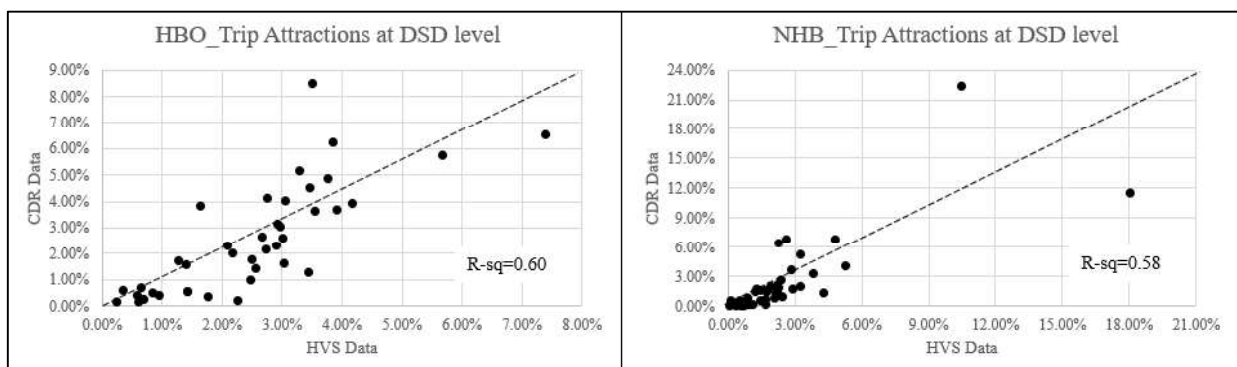 HBO_Trip Attractions at DSD level
9.00%
8.00%
7.00%
6.00%
5.00%
4.00%
3.00%
2.00%
1.00%
0.00%
CDR Data
R-sq=0.60
0.00% 1.00% 2.00% 3.00% 4.00% 5.00% 6.00% 7.00% 8.00%
HVS Data
NHB_Trip Attractions at DSD level
24.00%
21.00%
18.00%
15.00%
12.00%
9.00%
6.00%
3.00%
0.00%
CDR Data
R-sq=0.58
0.00% 3.00% 6.00% 9.00% 12.00% 15.00% 18.00% 21.00%
HVS Data